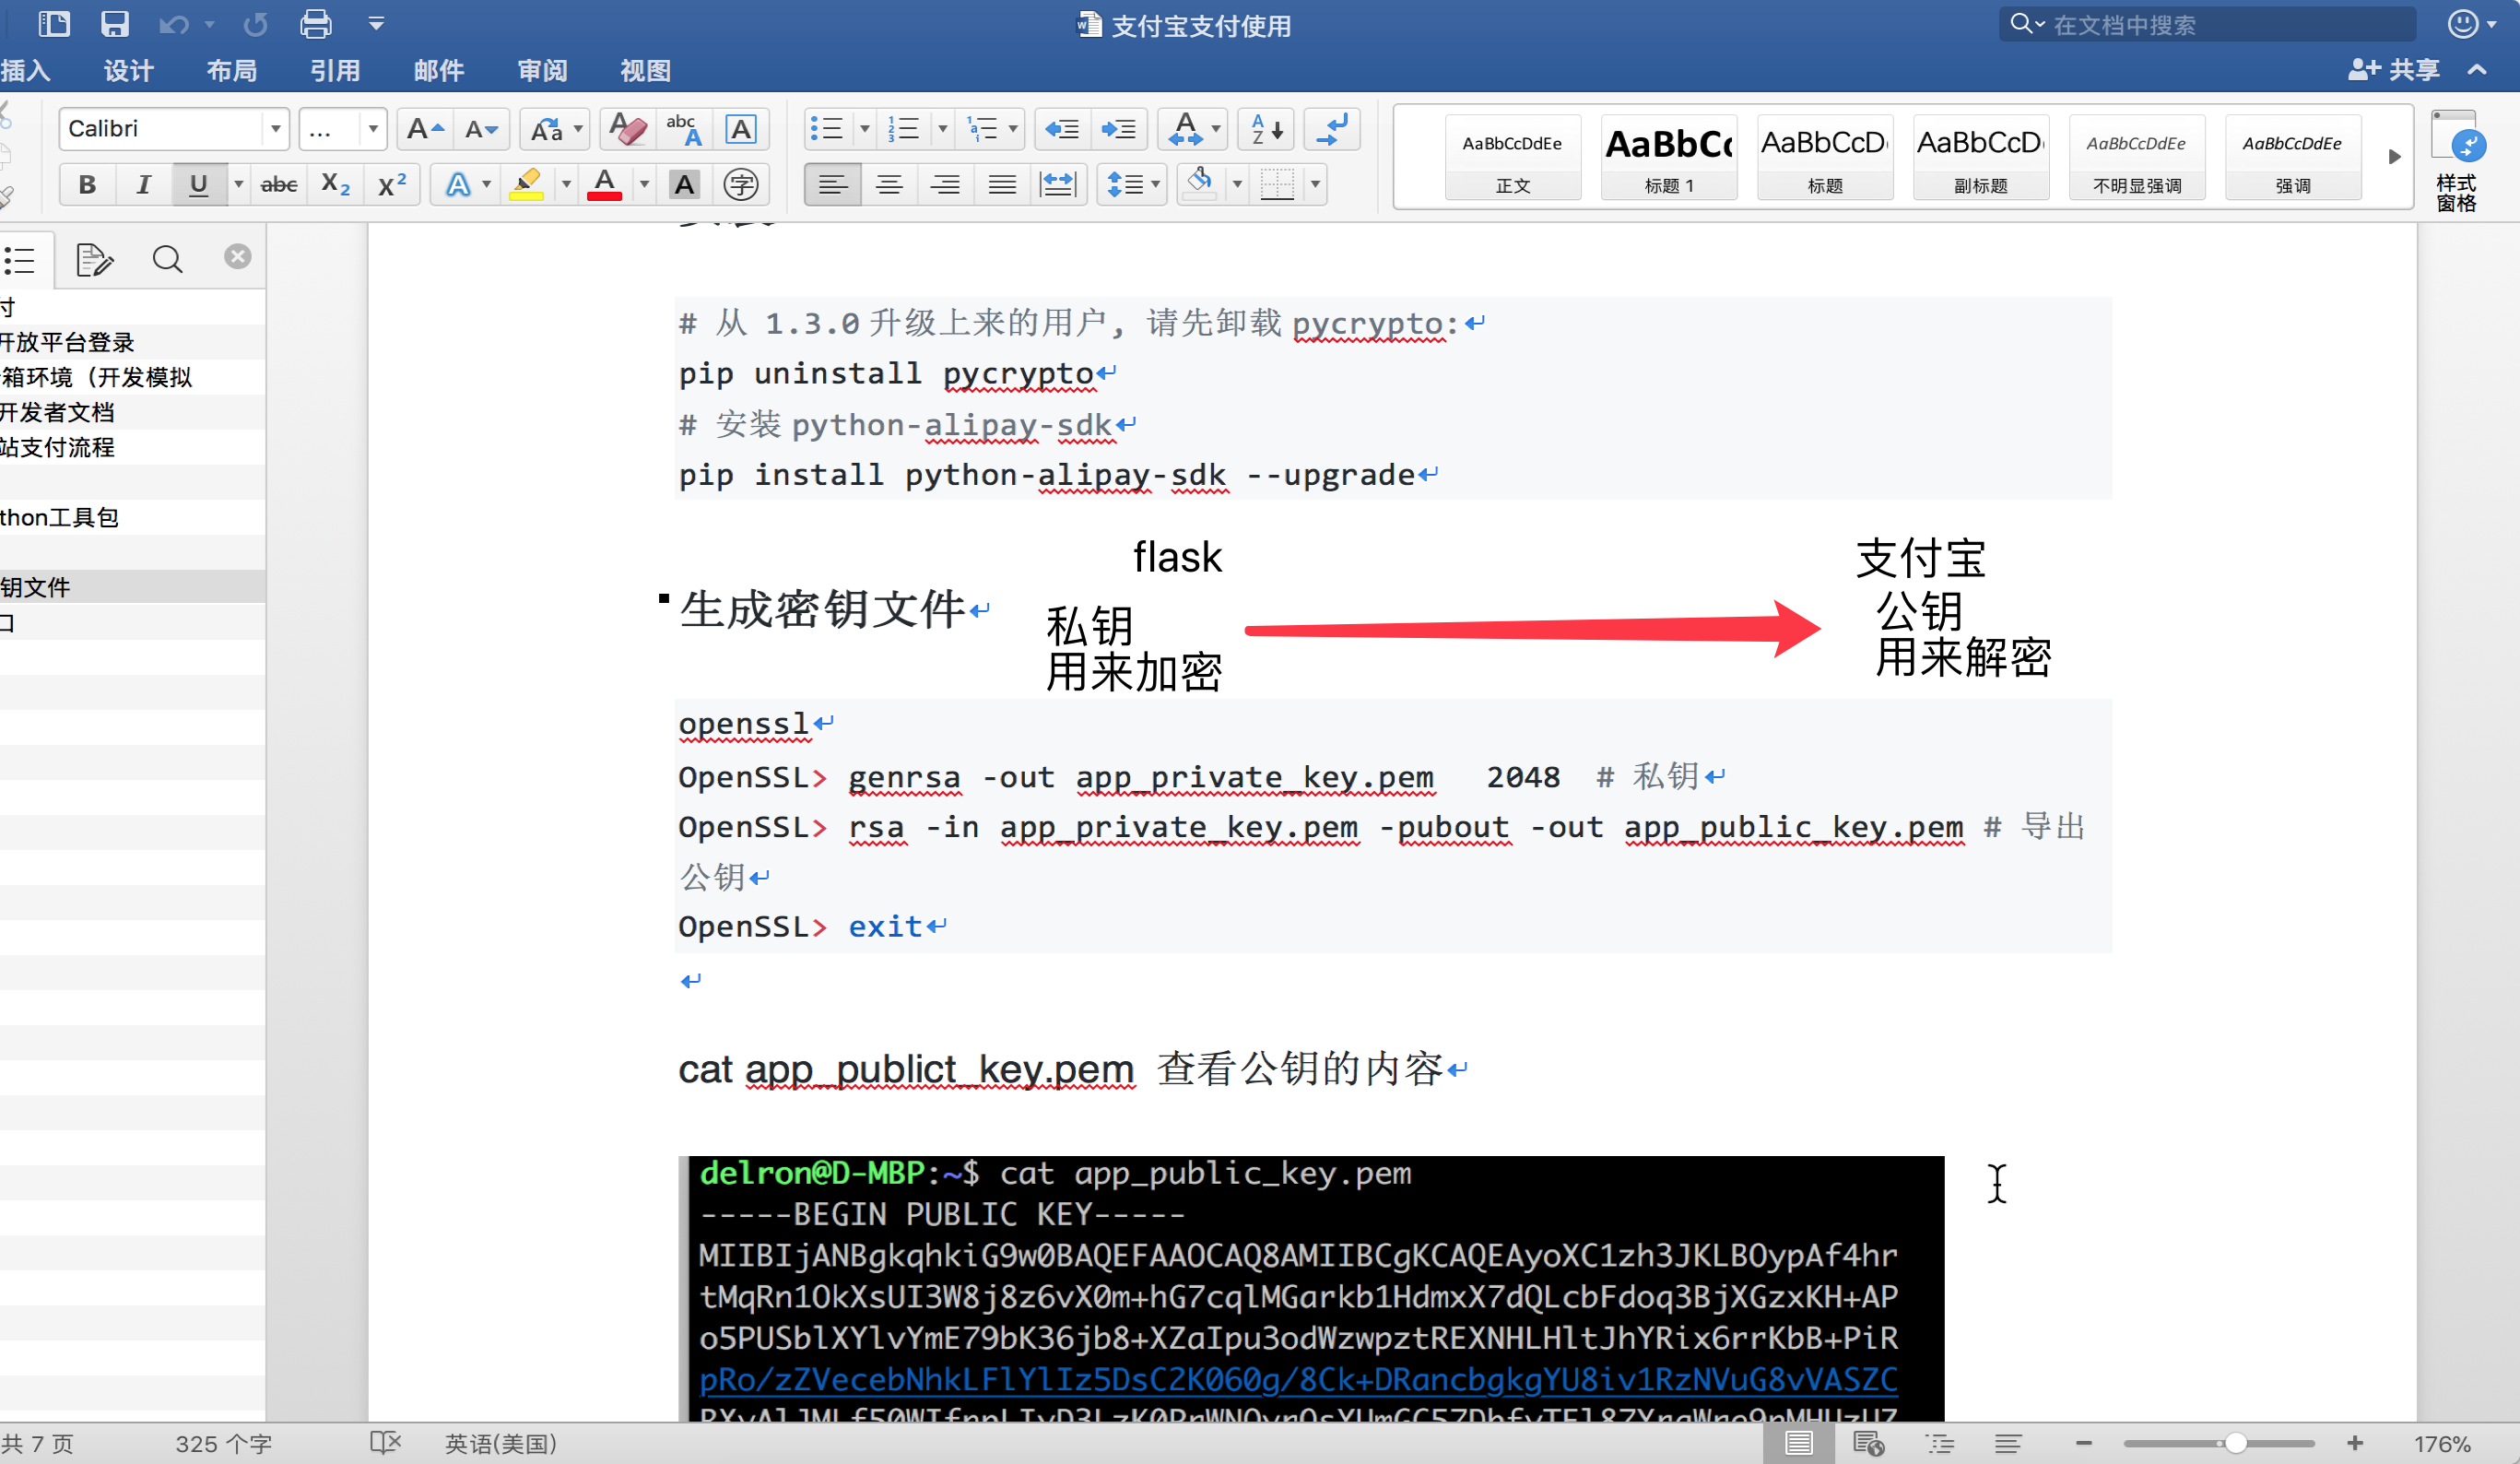 支付宝支付使用
在文档中搜索
插入 设计 布局 引用 邮件 审阅 视图
共享
Calibri
...
AaBbCcDdEe
正文
AaBbCc
标题 1
AaBbCcD
标题
AaBbCcD
副标题
AaBbCcDdEe
不明显强调
AaBbCcDdEe
强调
样式
窗格
付
开放平台登录
箱环境（开发模拟
开发者文档
站支付流程
thon工具包
钥文件
口
# 从 1.3.0 升级上来的用户，请先卸载 pycrypto:
pip uninstall pycrypto
# 安装 python-alipay-sdk
pip install python-alipay-sdk --upgrade
flask
支付宝
生成密钥文件
私钥
用来加密
公钥
用来解密
openssl
OpenSSL> genrsa -out app_private_key.pem 2048 # 私钥
OpenSSL> rsa -in app_private_key.pem -pubout -out app_public_key.pem # 导出
公钥
OpenSSL> exit
cat app_publict_key.pem 查看公钥的内容
delron@D-MBP:~$ cat app_public_key.pem
-----BEGIN PUBLIC KEY-----
MIIBIjANBgkqhkiG9w0BAQEFAAOCAQ8AMIIBCgKCAQEAyoXC1zh3JKLBOypAf4hr
tMqRn1OkXsUI3W8j8z6vX0m+hG7cqlMGarkb1HdmxX7dQLcbFdoq3BjXGzxKH+AP
o5PUSblXYlvYmE79bK36jb8+XZaIpu3odWzwpztREXNHLHltJhYRix6rrKbB+PiR
pRo/zZVecebNhkLFlYlIz5DsC2K060g/8Ck+DRancbgkgYU8iv1RzNVuG8vVASZC
共 7 页
325 个字
英语(美国)
176%